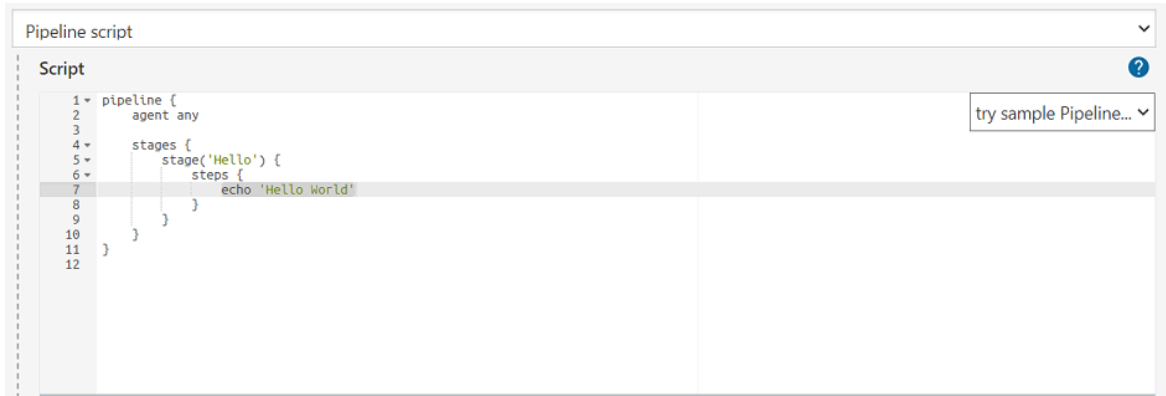 Pipeline script
Script
?
try sample Pipeline...
1 pipeline {
2     agent any
3
4     stages {
5         stage('Hello') {
6             steps {
7                 echo 'Hello World'
8             }
9         }
10     }
11 }
12